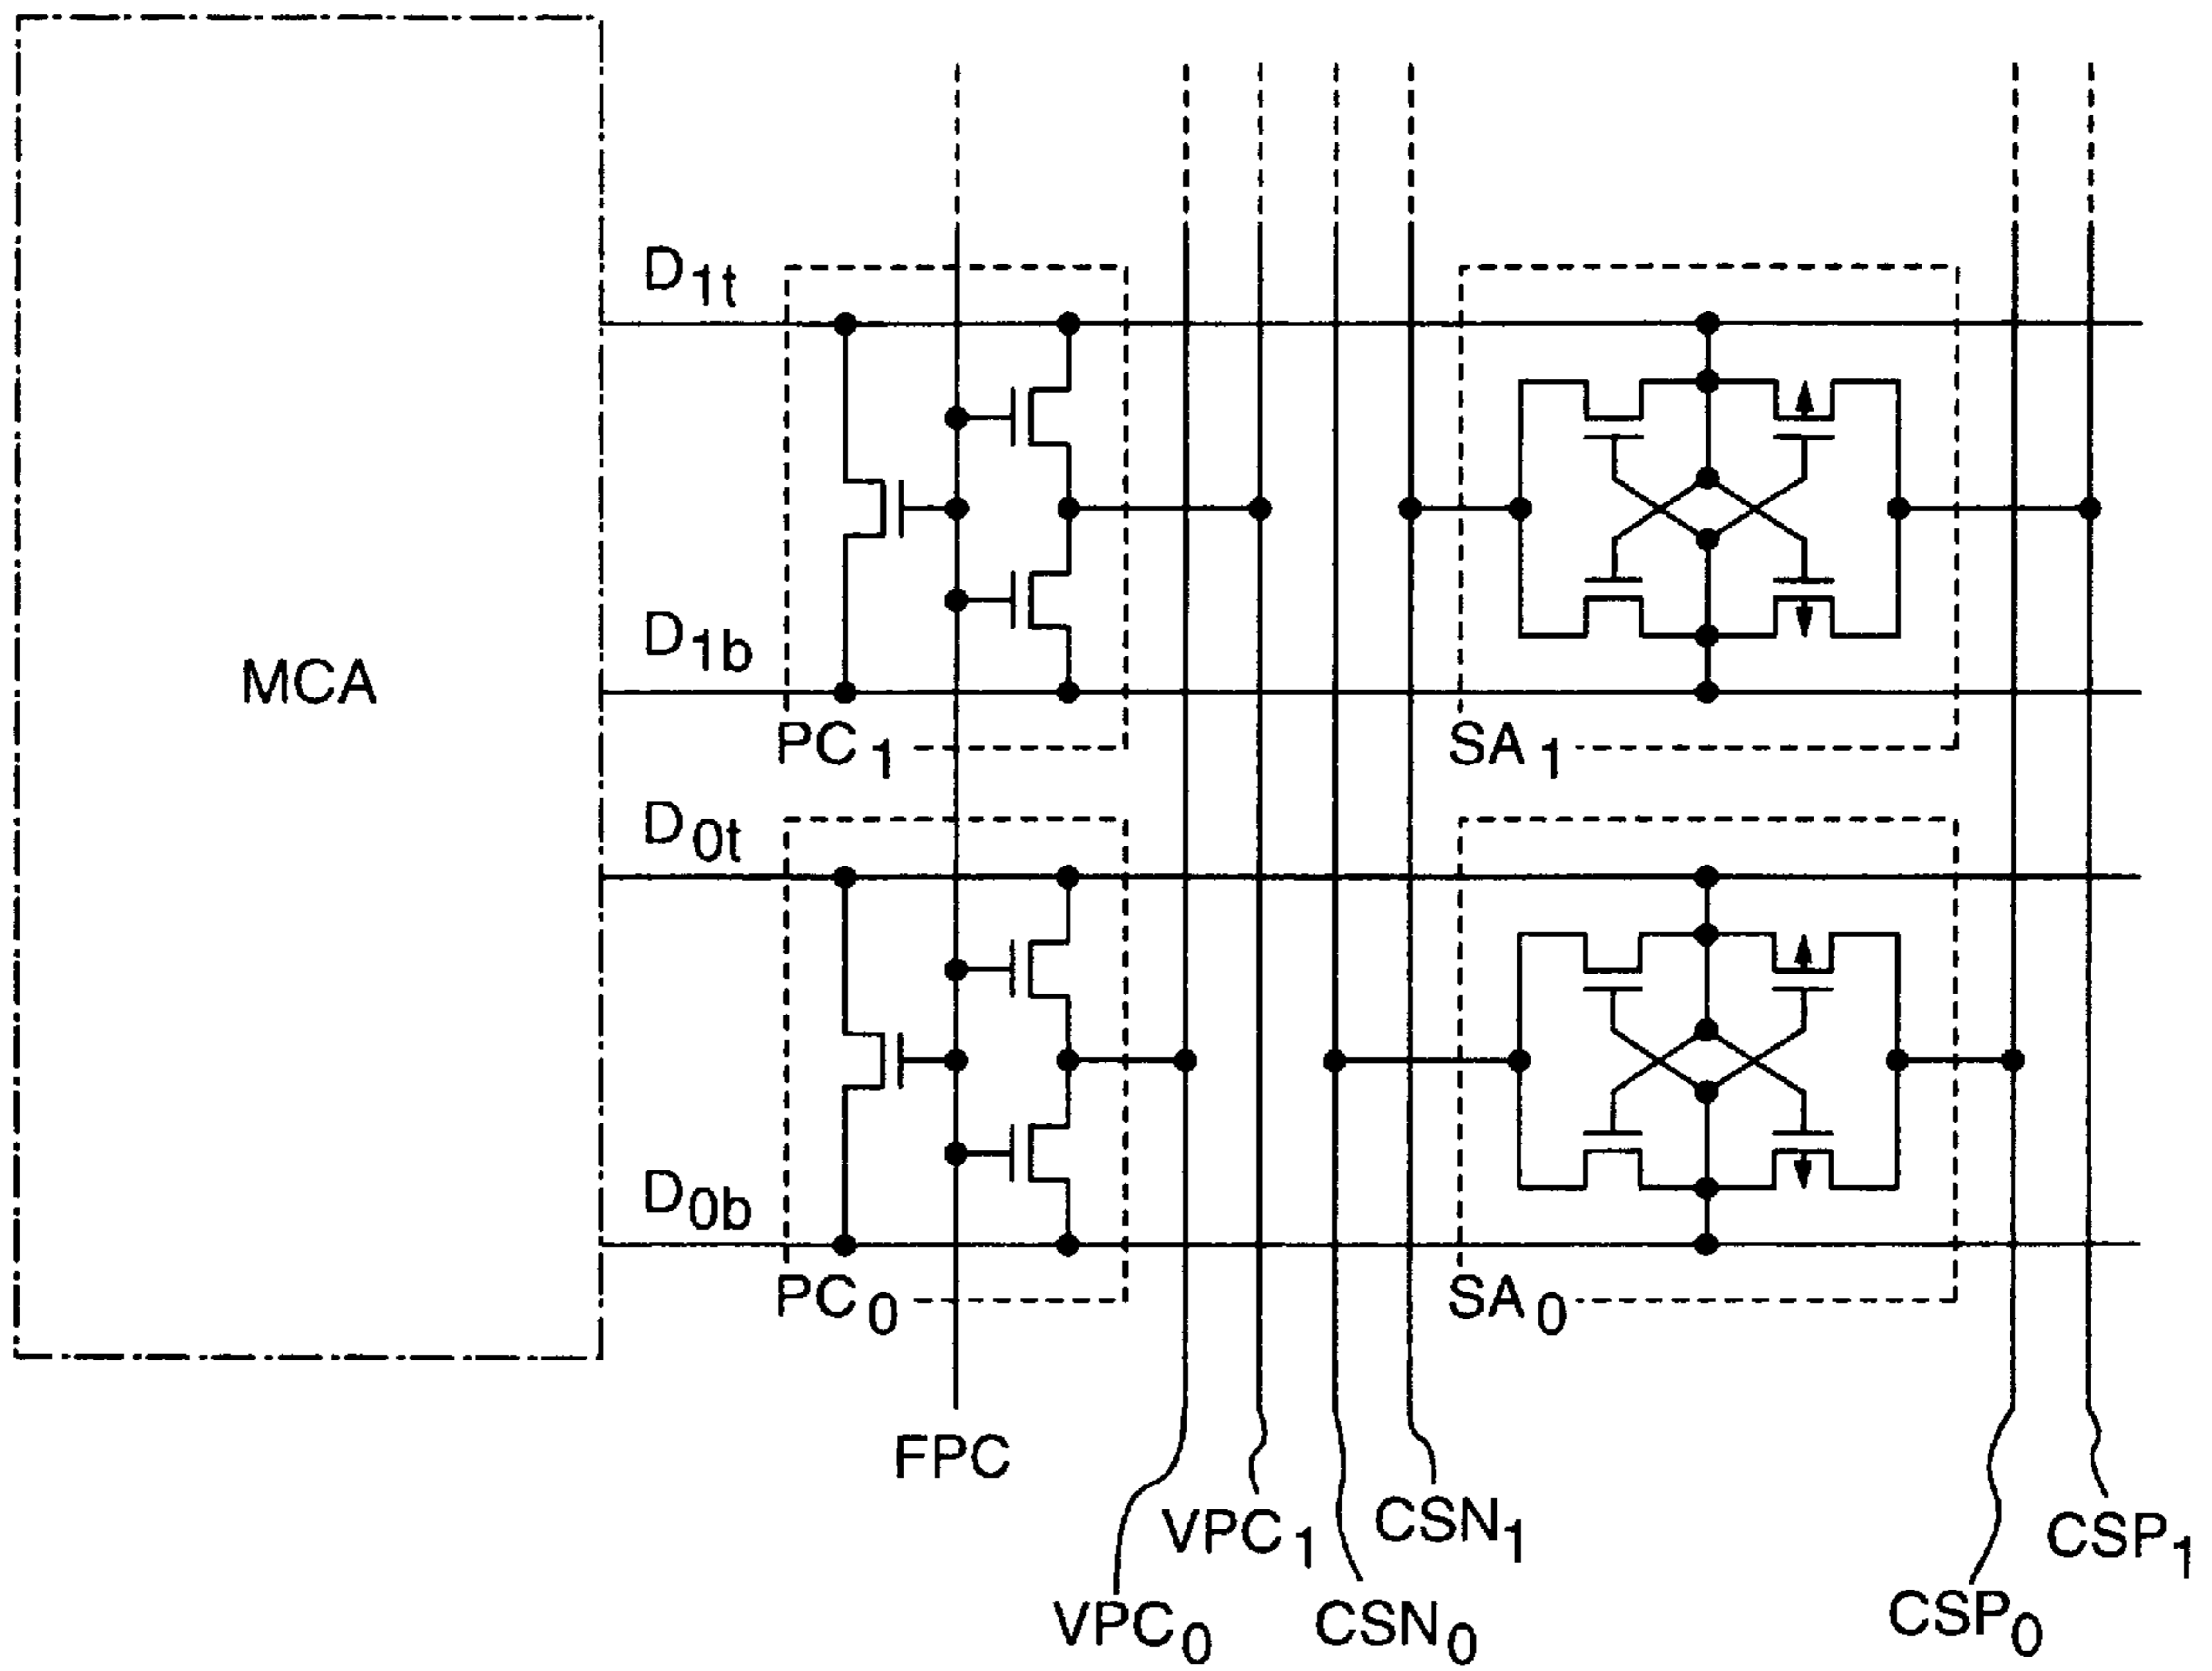 D1t
D1b
MCA
PC1
SA1
D0t
D0b
PC0
SA0
FPC
VPC1
CSN1
CSP1
VPC0
CSN0
CSP0